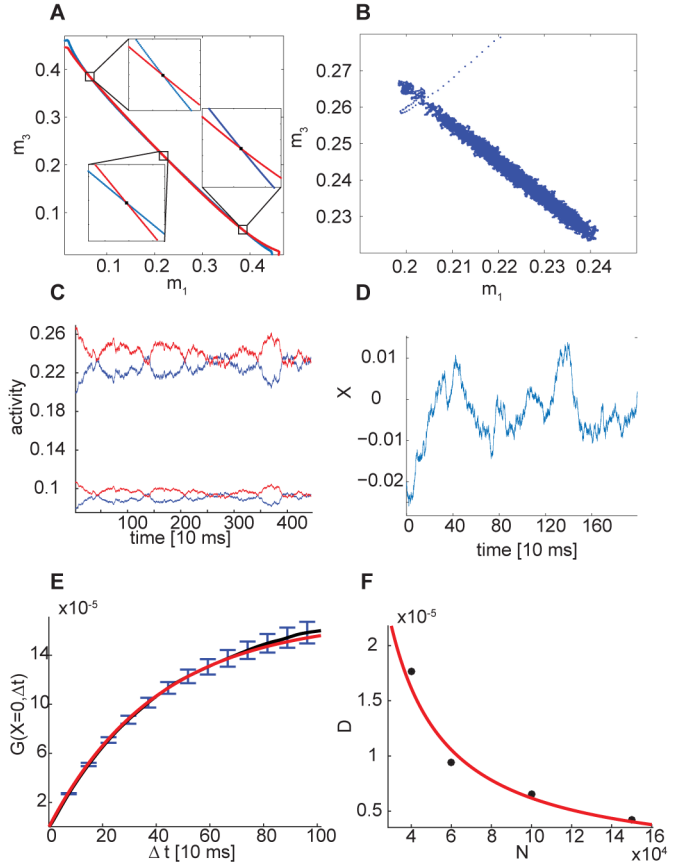 A
0.4
0.3
0.2
0.1
m3
0.1 0.2 0.3 0.4
m1
B
0.27
0.26
0.25
0.24
0.23
m3
0.2 0.21 0.22 0.23 0.24
m1
C
0.26
0.22
0.18
0.14
0.1
activity
100 200 300 400
time [10 ms]
D
0.01
0
−0.01
−0.02
X
0 40 80 120 160
time [10 ms]
E
x10-5
14
10
6
2
G(X=0,Δt)
0 20 40 60 80 100
Δ t [10 ms]
F
x10-5
2
1.5
1
0.5
D
4 6 8 10 12 14 16
N
x104